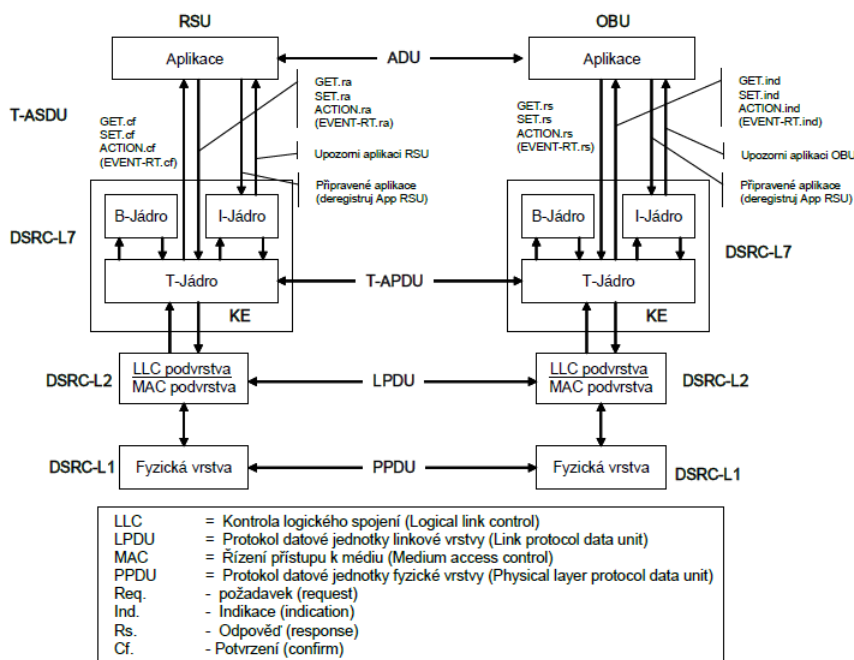 RSU
OBU
Aplikace
ADU
Aplikace
T-ASDU
GET.cf
SET.cf
ACTION.cf
(EVENT-RT.cf)
GET.ra
SET.ra
ACTION.ra
(EVENT-RT.ra)
Upozorni aplikaci RSU
Připravené aplikace
(deregistruj App RSU)
GET.rs
SET.rs
ACTION.rs
(EVENT-RT.rs)
GET.ind
SET.ind
ACTION.ind
(EVENT-RT.ind)
Upozorni aplikaci OBU
Připravené aplikace
(deregistruj App RSU)
DSRC-L7
B-Jádro
I-Jádro
T-Jádro
KE
T-APDU
B-Jádro
I-Jádro
T-Jádro
KE
DSRC-L7
DSRC-L2
LLC podvrstva
MAC podvrstva
LPDU
LLC podvrstva
MAC podvrstva
DSRC-L2
DSRC-L1
Fyzická vrstva
PPDU
Fyzická vrstva
DSRC-L1
LLC = Kontrola logického spojení (Logical link control)
LPDU = Protokol datové jednotky linkové vrstvy (Link protocol data unit)
MAC = Řízení přístupu k médiu (Medium access control)
PPDU = Protokol datové jednotky fyzické vrstvy (Physical layer protocol data unit)
Req. - požadavek (request)
Ind. - Indikace (indication)
Rs. - Odpověď (response)
Cf. - Potvrzení (confirm)